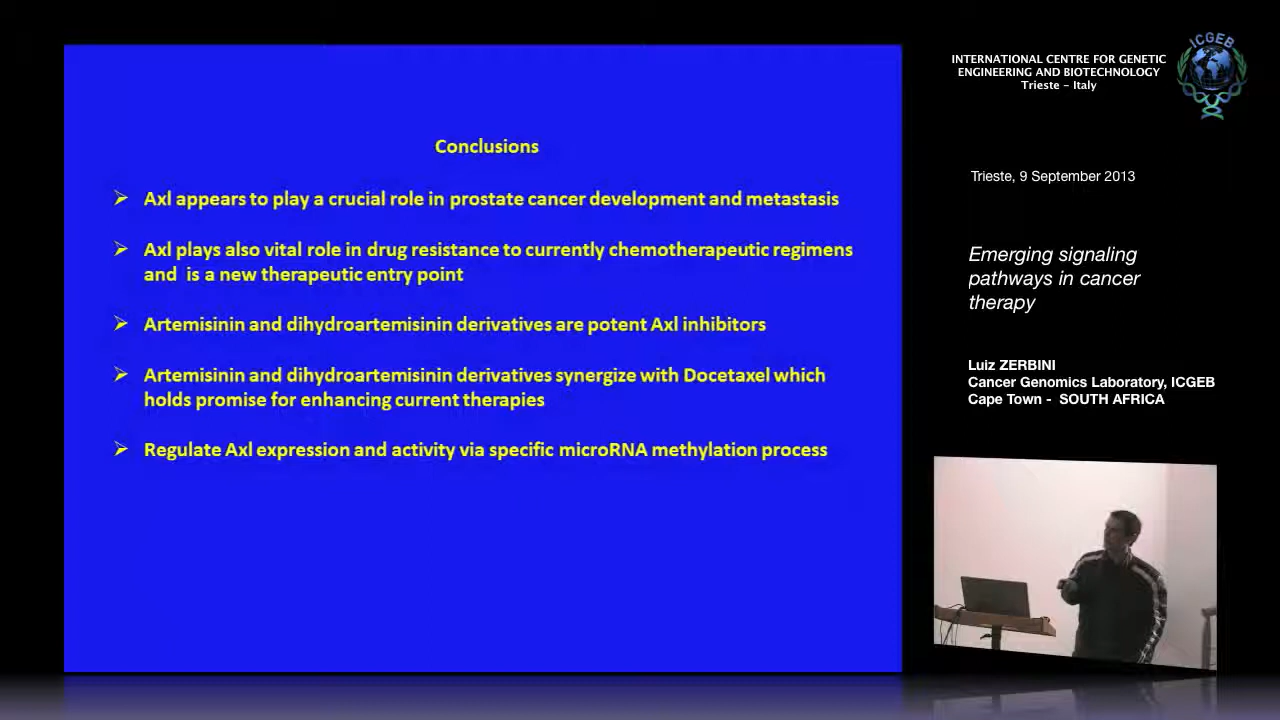 Conclusions
Axl appears to play a crucial role in prostate cancer development and metastasis
Axl plays also vital role in drug resistance to currently chemotherapeutic regimens
and is a new therapeutic entry point
Artemisinin and dihydroartemisinin derivatives are potent Axl inhibitors
Artemisinin and dihydroartemisinin derivatives synergize with Docetaxel which
holds promise for enhancing current therapies
Regulate Axl expression and activity via specific microRNA methylation process
INTERNATIONAL CENTRE FOR GENETIC
ENGINEERING AND BIOTECHNOLOGY
Trieste - Italy
ICGEB
Trieste, 9 September 2013
Emerging signaling
pathways in cancer
therapy
Luiz ZERBINI
Cancer Genomics Laboratory, ICGEB
Cape Town - SOUTH AFRICA